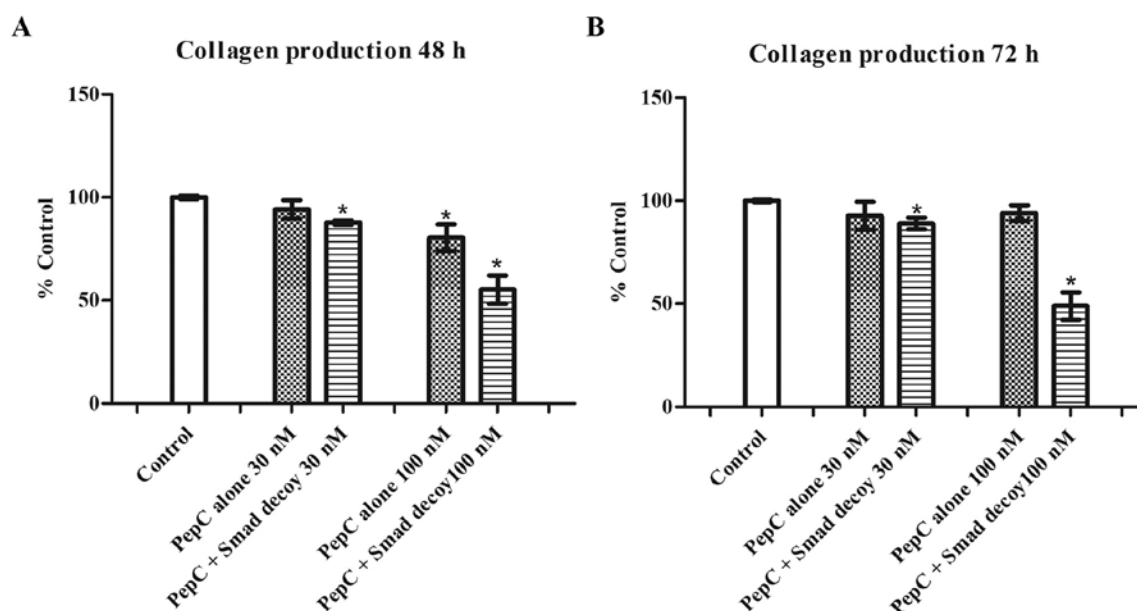 A
Collagen production 48 h
% Control
150
100
50
0
*
*
*
Control
PepC alone 30 nM
PepC + Smad decoy 30 nM
PepC alone 100 nM
PepC + Smad decoy100 nM
B
Collagen production 72 h
% Control
150
100
50
0
*
*
Control
PepC alone 30 nM
PepC + Smad decoy 30 nM
PepC alone 100 nM
PepC + Smad decoy100 nM